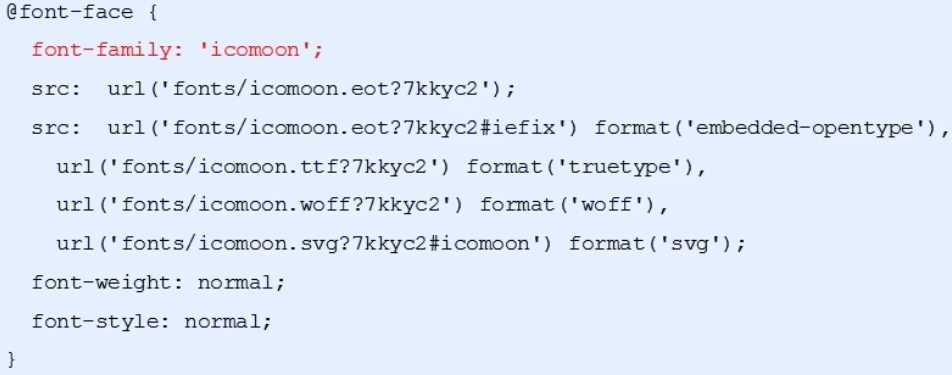 @font-face {
font-family: 'icomoon';
src: url('fonts/icomoon.eot?7kkyc2');
src: url('fonts/icomoon.eot?7kkyc2#iefix') format('embedded-opentype'),
url('fonts/icomoon.ttf?7kkyc2') format('truetype'),
url('fonts/icomoon.woff?7kkyc2') format('woff'),
url('fonts/icomoon.svg?7kkyc2#icomoon') format('svg');
font-weight: normal;
font-style: normal;
}